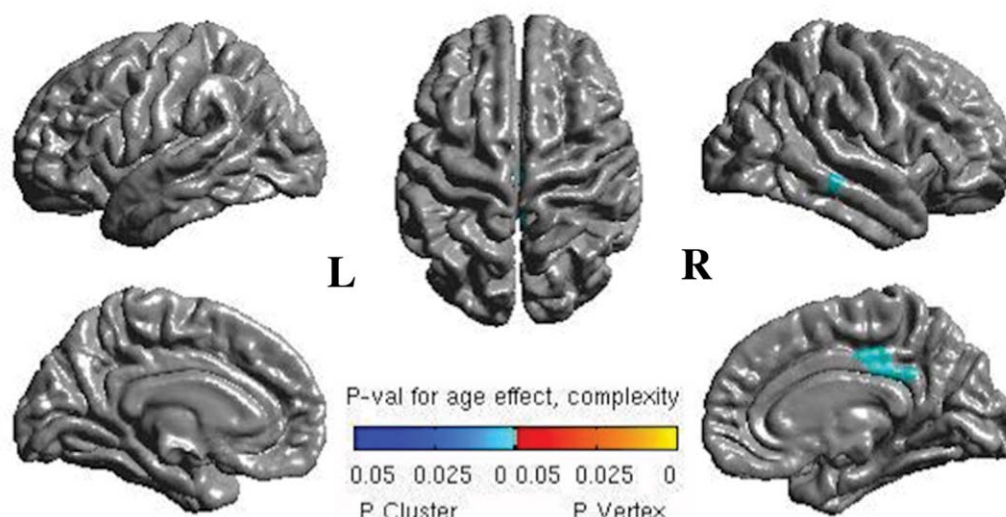 L
R
P-val for age effect, complexity
0.05 0.025 0 0.05 0.025 0
P Cluster P Vertex